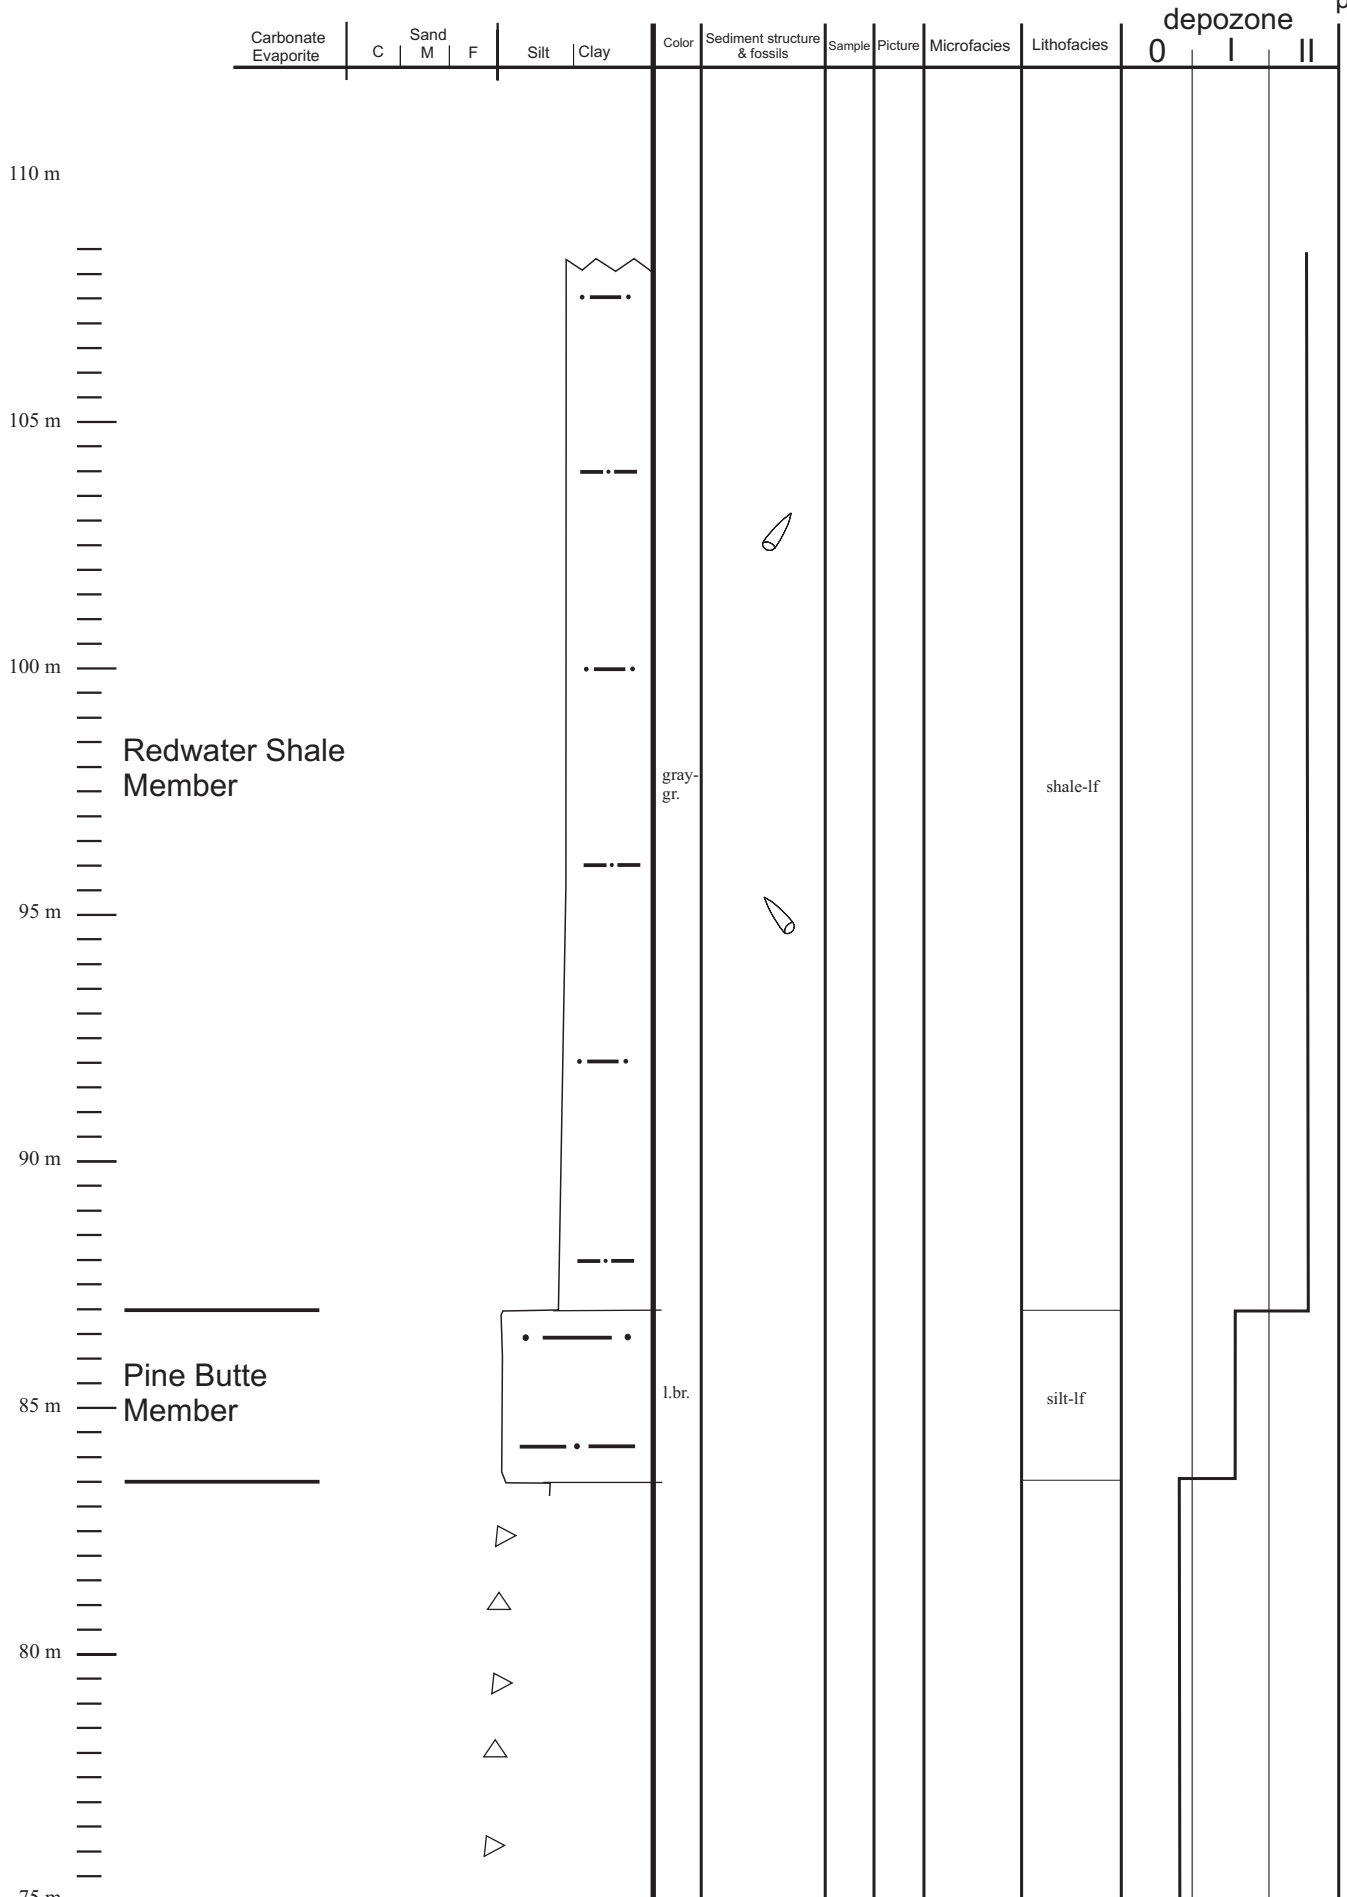 depozone
Carbonate
Evaporite
Sand
C M F
Silt Clay
Color
Sediment structure
& fossils
Sample
Picture
Microfacies
Lithofacies
0 I II
110 m
105 m
100 m
Redwater Shale
Member
gray-
gr.
shale-lf
95 m
90 m
Pine Butte
Member
85 m
l.br.
silt-lf
80 m
75 m